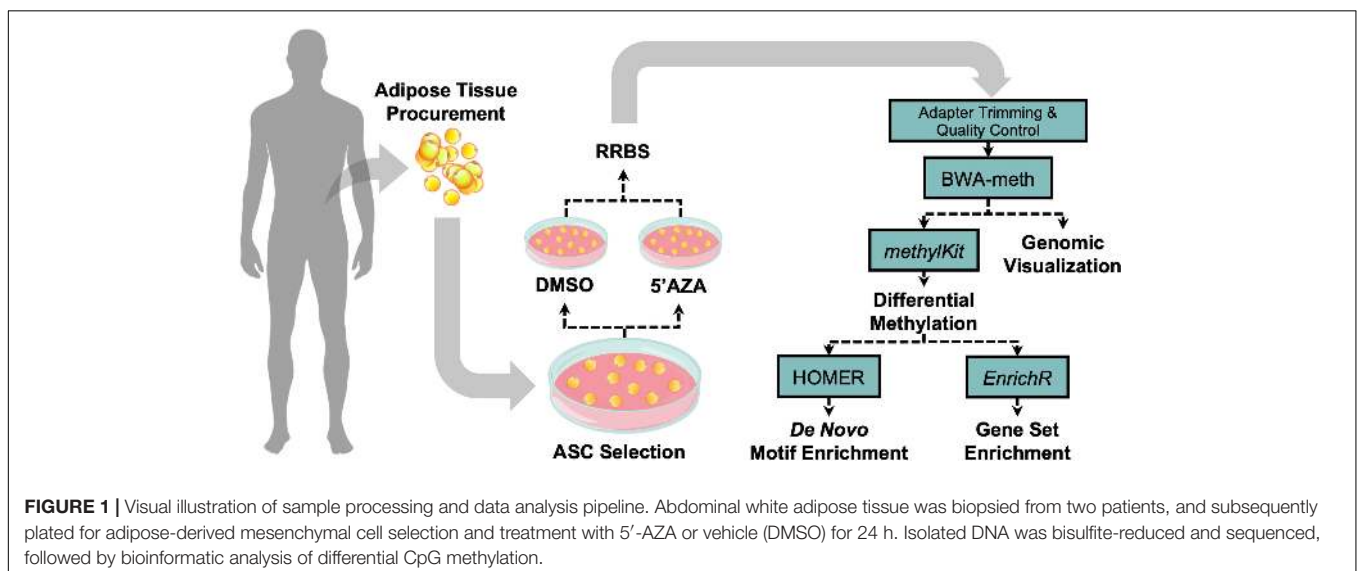 Adipose Tissue
Procurement
RRBS
DMSO
5'AZA
ASC Selection
Adapter Trimming &
Quality Control
BWA-meth
methylKit
Genomic
Visualization
Differential
Methylation
HOMER
EnrichR
De Novo
Motif Enrichment
Gene Set
Enrichment
FIGURE 1 | Visual illustration of sample processing and data analysis pipeline. Abdominal white adipose tissue was biopsied from two patients, and subsequently
plated for adipose-derived mesenchymal cell selection and treatment with 5′-AZA or vehicle (DMSO) for 24 h. Isolated DNA was bisulfite-reduced and sequenced,
followed by bioinformatic analysis of differential CpG methylation.